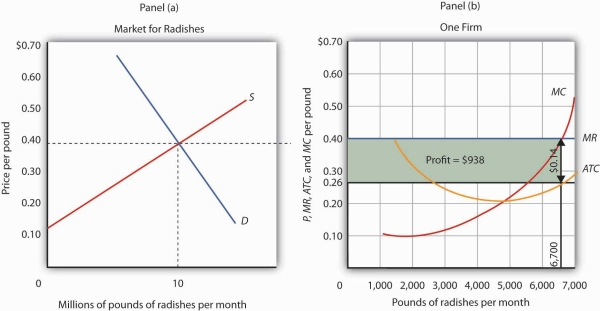 Panel (a)
Market for Radishes
$0.70
0.60
0.50
0.40
0.30
0.20
0.10
0
10
S
D
Price per pound
Millions of pounds of radishes per month
Panel (b)
One Firm
$0.70
0.60
0.50
0.40
0.30
0.26
0.20
0.10
0
1,000
2,000
3,000
4,000
5,000
6,000
7,000
P, MR, ATC, and MC per pound
MC
MR
ATC
Profit = $938
$0.14
6,700
Pounds of radishes per month